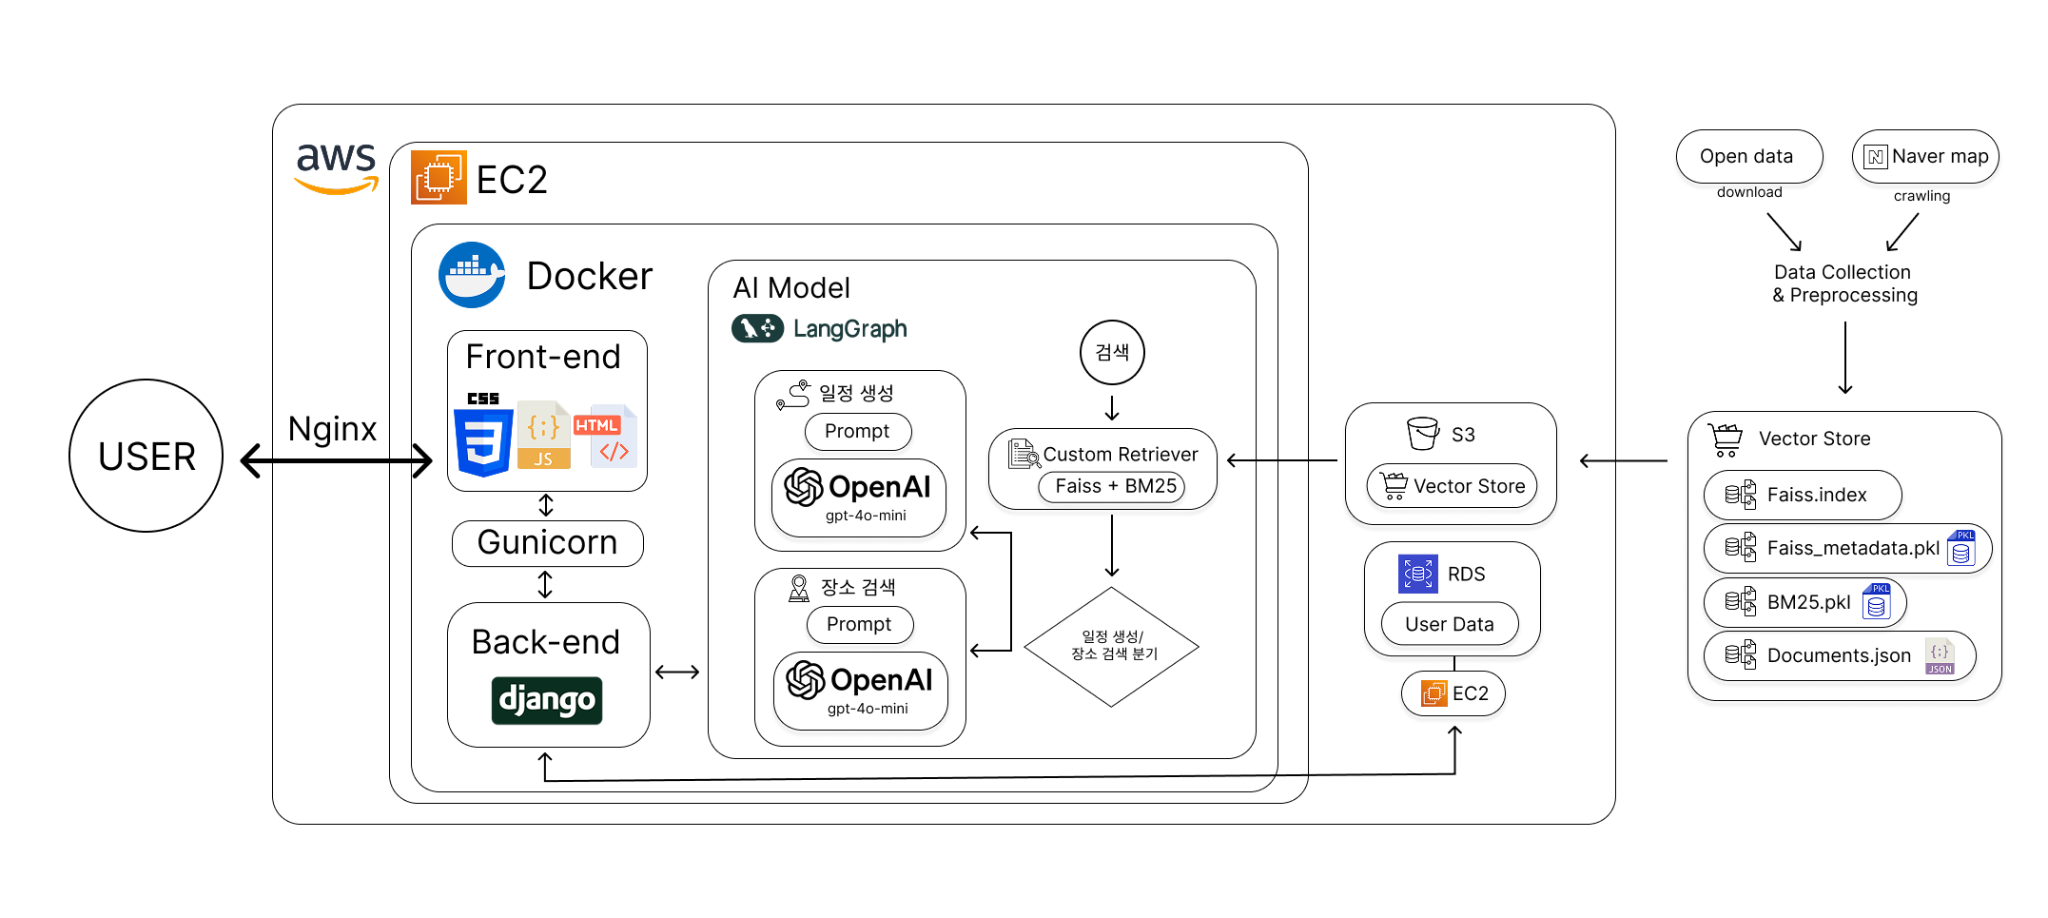 aws
EC2
Docker
Front-end
CSS
{;}
JS
HTML
</>
USER
Nginx
Gunicorn
Back-end
django
AI Model
LangGraph
일정 생성
Prompt
OpenAI
gpt-4o-mini
장소 검색
Prompt
OpenAI
gpt-4o-mini
검색
Custom Retriever
Faiss + BM25
일정 생성/
장소 검색 분기
S3
Vector Store
RDS
User Data
EC2
Open data
download
N Naver map
crawling
Data Collection
& Preprocessing
Vector Store
Faiss.index
Faiss_metadata.pkl
PKL
BM25.pkl
PKL
Documents.json
{;}
JSON